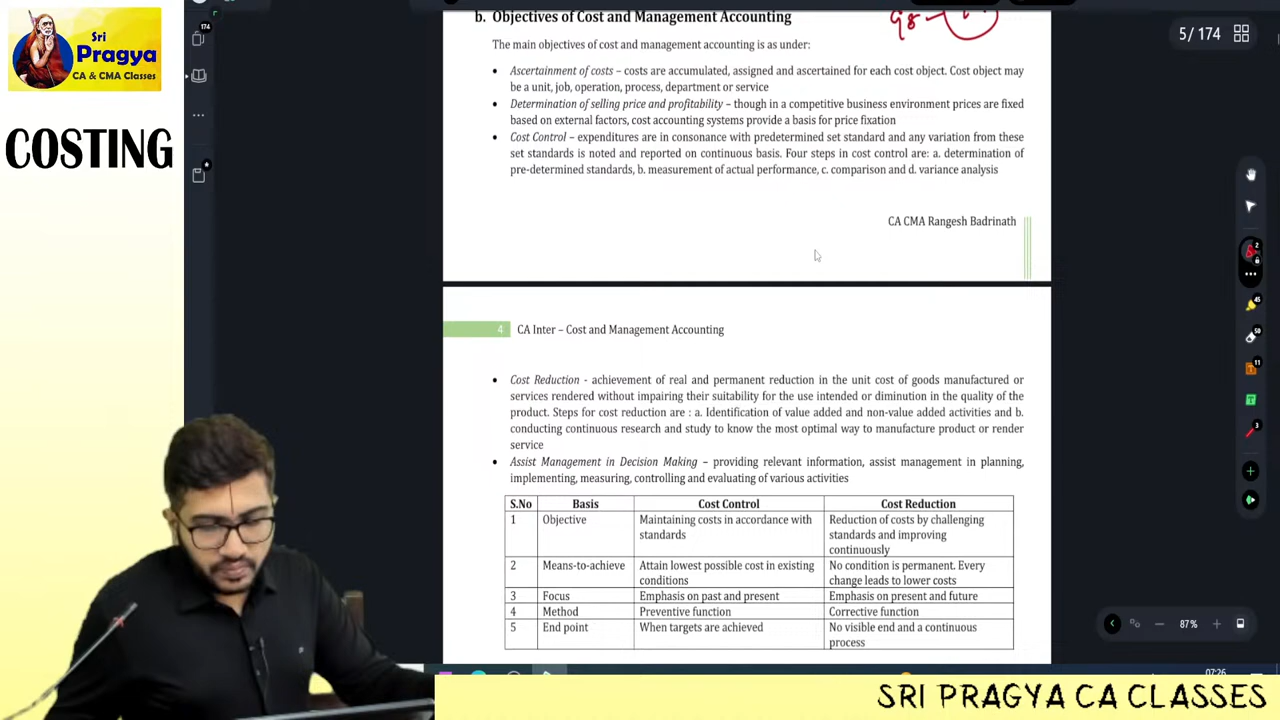 Sri
Pragya
CA & CMA Classes
COSTING
174
5 / 174
b. Objectives of Cost and Management Accounting
98
The main objectives of cost and management accounting is as under:
• Ascertainment of costs – costs are accumulated, assigned and ascertained for each cost object. Cost object may
be a unit, job, operation, process, department or service
• Determination of selling price and profitability – though in a competitive business environment prices are fixed
based on external factors, cost accounting systems provide a basis for price fixation
• Cost Control – expenditures are in consonance with predetermined set standard and any variation from these
set standards is noted and reported on continuous basis. Four steps in cost control are: a. determination of
pre-determined standards, b. measurement of actual performance, c. comparison and d. variance analysis
CA CMA Rangesh Badrinath
4 CA Inter – Cost and Management Accounting
• Cost Reduction - achievement of real and permanent reduction in the unit cost of goods manufactured or
services rendered without impairing their suitability for the use intended or diminution in the quality of the
product. Steps for cost reduction are : a. Identification of value added and non-value added activities and b.
conducting continuous research and study to know the most optimal way to manufacture product or render
service
• Assist Management in Decision Making – providing relevant information, assist management in planning,
implementing, measuring, controlling and evaluating of various activities
S.No Basis Cost Control Cost Reduction
1 Objective Maintaining costs in accordance with Reduction of costs by challenging
standards standards and improving
continuously
2 Means-to-achieve Attain lowest possible cost in existing No condition is permanent. Every
conditions change leads to lower costs
3 Focus Emphasis on past and present Emphasis on present and future
4 Method Preventive function Corrective function
5 End point When targets are achieved No visible end and a continuous
process
2
45
50
11
3
87%
07:26
SRI PRAGYA CA CLASSES